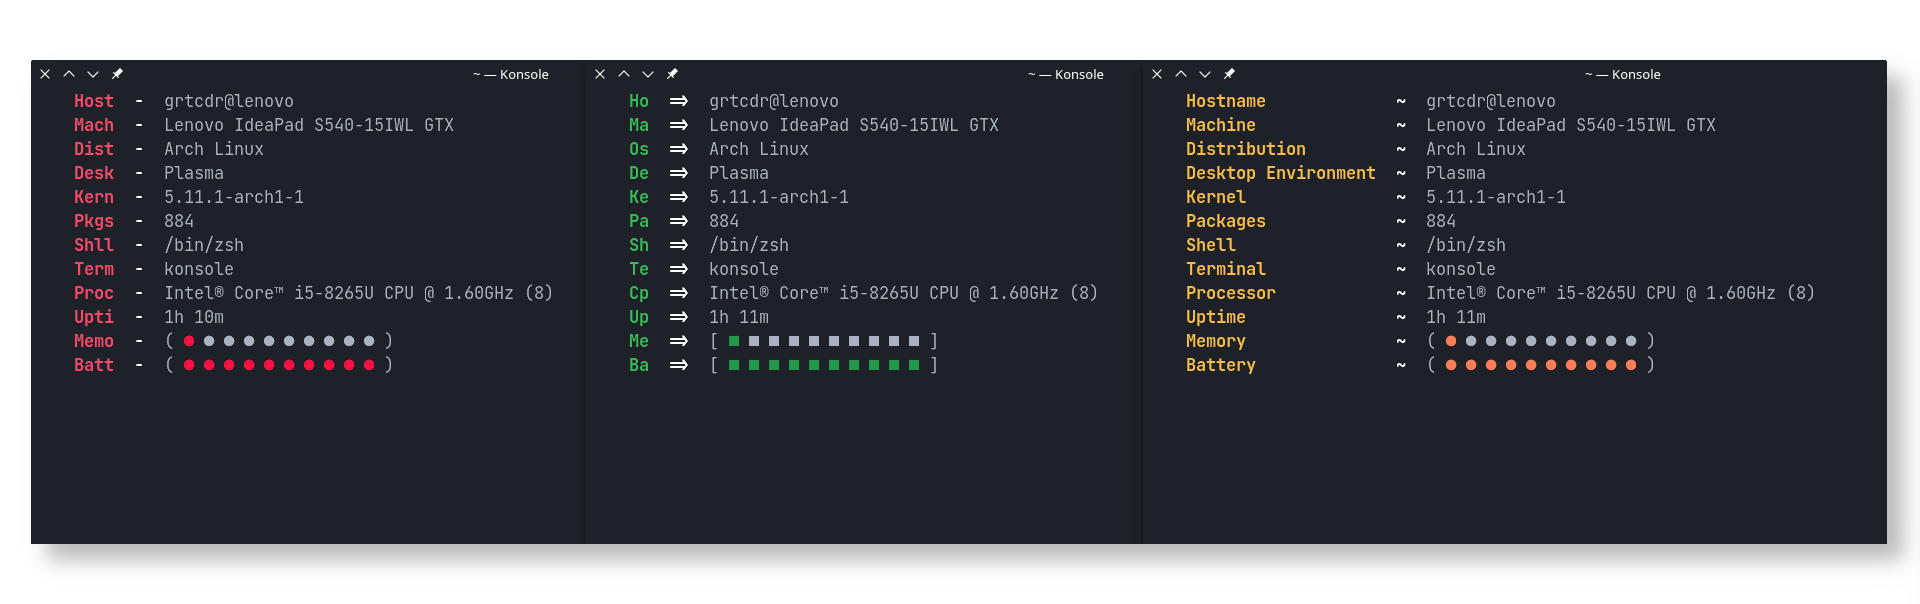 ~ — Konsole
Host - grtcdr@lenovo
Mach - Lenovo IdeaPad S540-15IWL GTX
Dist - Arch Linux
Desk - Plasma
Kern - 5.11.1-arch1-1
Pkgs - 884
Shll - /bin/zsh
Term - konsole
Proc - Intel® Core™ i5-8265U CPU @ 1.60GHz (8)
Upti - 1h 10m
Memo - ( ● ● ● ● ● ● ● ● ● ● )
Batt - ( ● ● ● ● ● ● ● ● ● ● )
~ — Konsole
Ho ⇒ grtcdr@lenovo
Ma ⇒ Lenovo IdeaPad S540-15IWL GTX
Os ⇒ Arch Linux
De ⇒ Plasma
Ke ⇒ 5.11.1-arch1-1
Pa ⇒ 884
Sh ⇒ /bin/zsh
Te ⇒ konsole
Cp ⇒ Intel® Core™ i5-8265U CPU @ 1.60GHz (8)
Up ⇒ 1h 11m
Me ⇒ [ ■ ■ ■ ■ ■ ■ ■ ■ ■ ■ ]
Ba ⇒ [ ■ ■ ■ ■ ■ ■ ■ ■ ■ ■ ]
~ — Konsole
Hostname ~ grtcdr@lenovo
Machine ~ Lenovo IdeaPad S540-15IWL GTX
Distribution ~ Arch Linux
Desktop Environment ~ Plasma
Kernel ~ 5.11.1-arch1-1
Packages ~ 884
Shell ~ /bin/zsh
Terminal ~ konsole
Processor ~ Intel® Core™ i5-8265U CPU @ 1.60GHz (8)
Uptime ~ 1h 11m
Memory ~ ( ● ● ● ● ● ● ● ● ● ● )
Battery ~ ( ● ● ● ● ● ● ● ● ● ● )